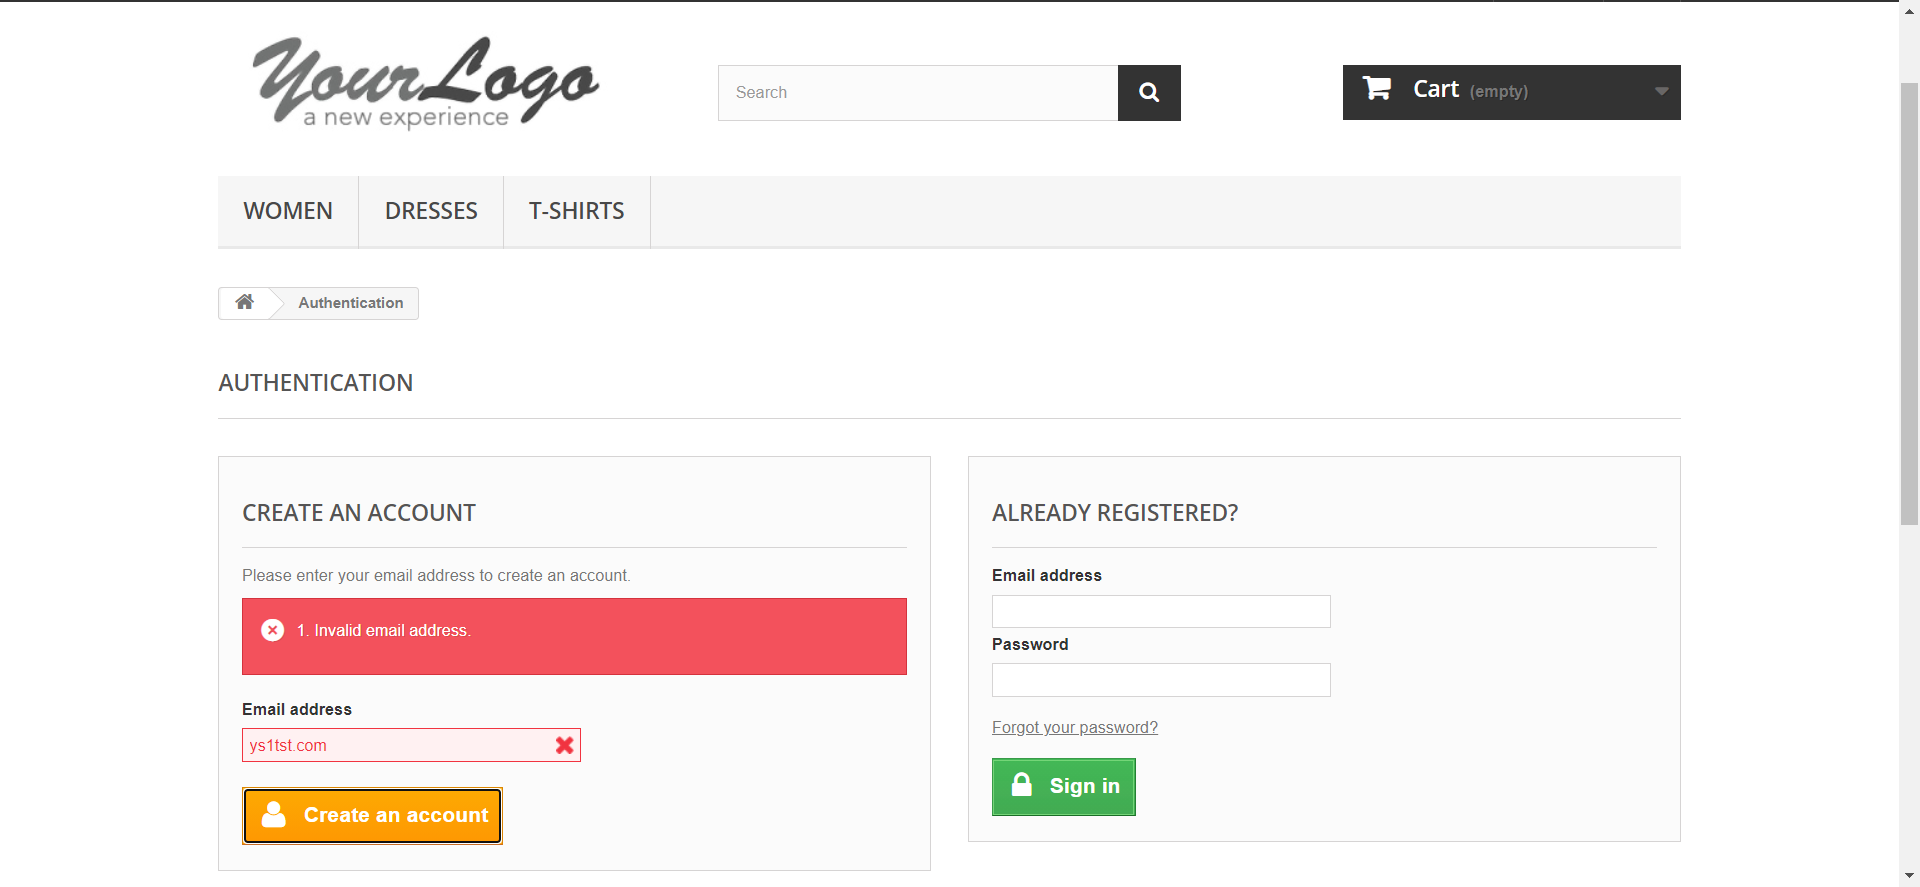 YourLogo
a new experience
Search
Cart (empty)
WOMEN
DRESSES
T-SHIRTS
Authentication
AUTHENTICATION
CREATE AN ACCOUNT
Please enter your email address to create an account.
1. Invalid email address.
Email address
ys1tst.com
Create an account
ALREADY REGISTERED?
Email address
Password
Forgot your password?
Sign in